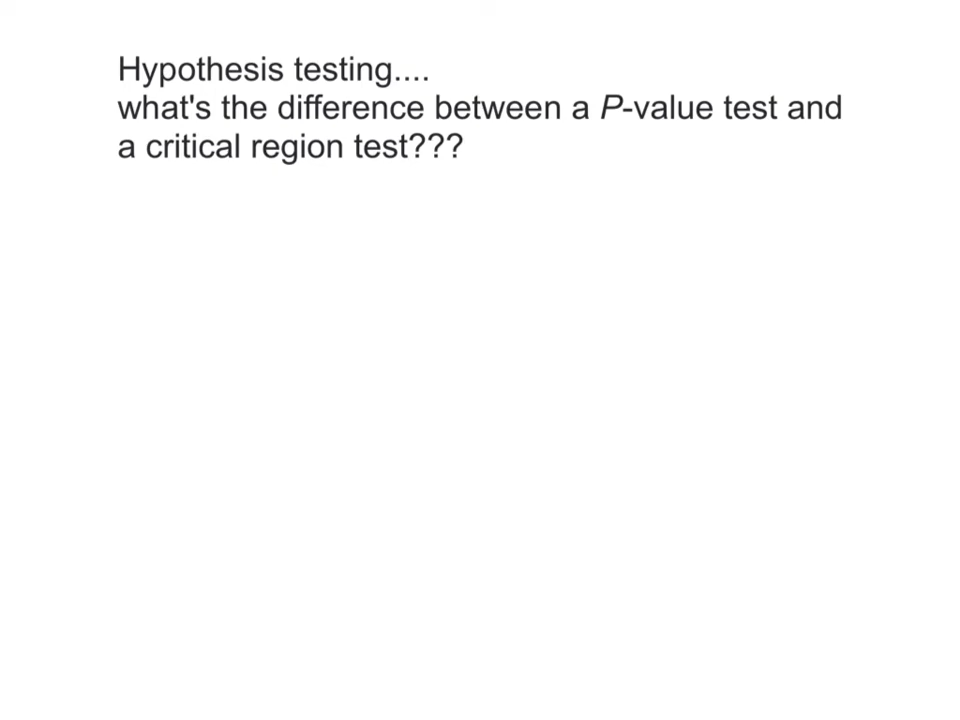 Hypothesis testing....
what's the difference between a P-value test and
a critical region test???